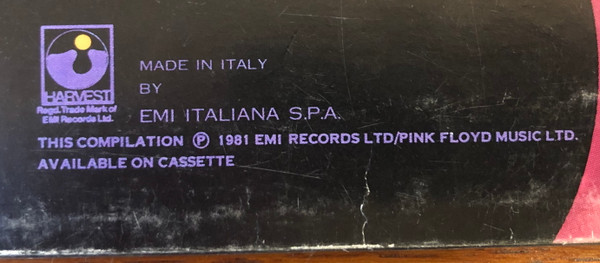 HARVEST
Regd. Trade Mark of
EMI Records Ltd.
MADE IN ITALY
BY
EMI ITALIANA S.P.A.
THIS COMPILATION Ⓟ 1981 EMI RECORDS LTD/PINK FLOYD MUSIC LTD.
AVAILABLE ON CASSETTE